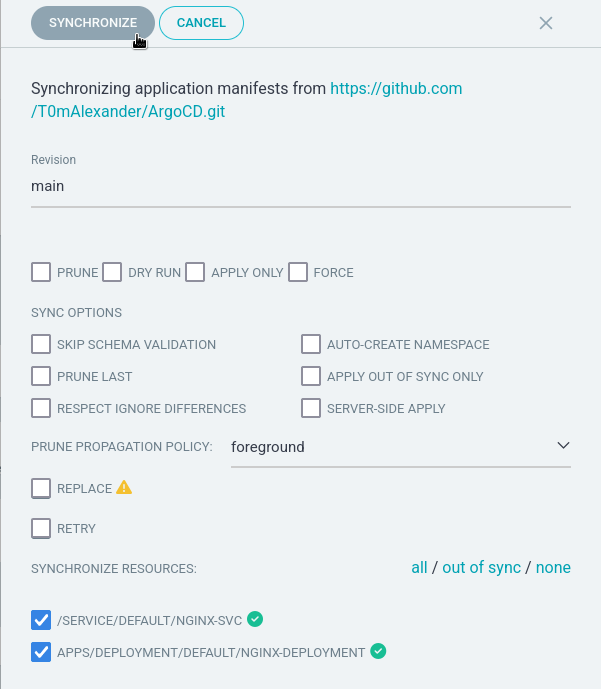 SYNCHRONIZE CANCEL
Synchronizing application manifests from https://github.com
/T0mAlexander/ArgoCD.git
Revision
main
PRUNE DRY RUN APPLY ONLY FORCE
SYNC OPTIONS
SKIP SCHEMA VALIDATION AUTO-CREATE NAMESPACE
PRUNE LAST APPLY OUT OF SYNC ONLY
RESPECT IGNORE DIFFERENCES SERVER-SIDE APPLY
PRUNE PROPAGATION POLICY: foreground
REPLACE
RETRY
SYNCHRONIZE RESOURCES: all / out of sync / none
/SERVICE/DEFAULT/NGINX-SVC
APPS/DEPLOYMENT/DEFAULT/NGINX-DEPLOYMENT